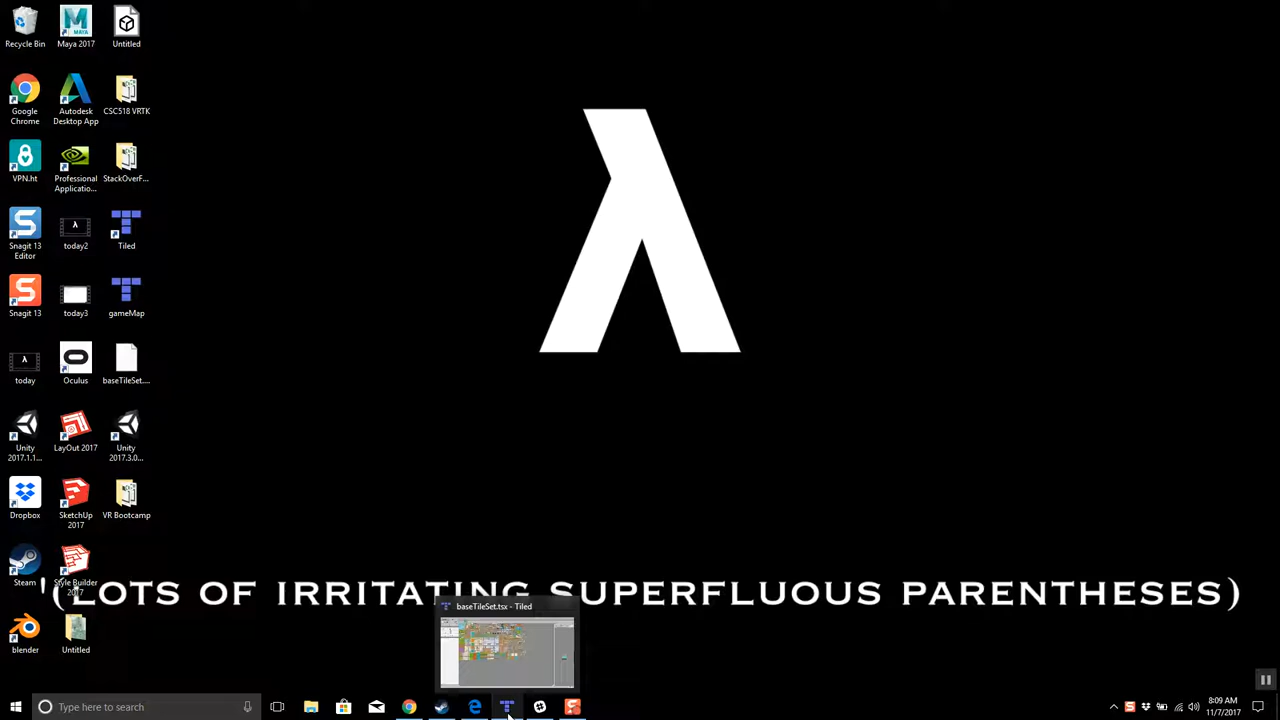 Recycle Bin
Maya 2017
Untitled
Google
Chrome
Autodesk
Desktop App
CSC518 VRTK
VPN.ht
Professional
Applicatio...
StackOverF...
Snagit 13
Editor
today2
Tiled
Snagit 13
today3
gameMap
today
Oculus
baseTileSet....
Unity
2017.1.1...
LayOut 2017
Unity
2017.3.0...
Dropbox
SketchUp
2017
VR Bootcamp
Steam
Style Builder
2017
blender
Untitled
λ
'(LOTS OF IRRITATING SUPERFLUOUS PARENTHESES)
baseTileSet.tsx - Tiled
Type here to search
8:09 AM
11/7/2017